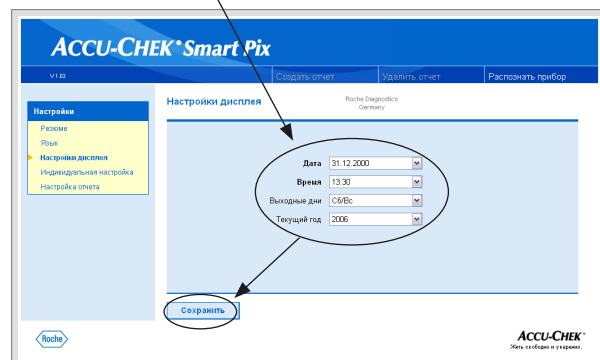 ACCU-CHEK® Smart Pix
V 1.02
Создать отчет
Удалить отчет
Распознать прибор
Настройки
Резюме
Язык
Настройки дисплея
Индивидуальная настройка
Настройка отчета
Настройки дисплея
Roche Diagnostics
Germany
Дата 31.12.2000
Время 13:30
Выходные дни Сб/Вс
Текущий год 2006
Сохранить
Roche
ACCU-CHEK®
Жить свободно и уверенно.